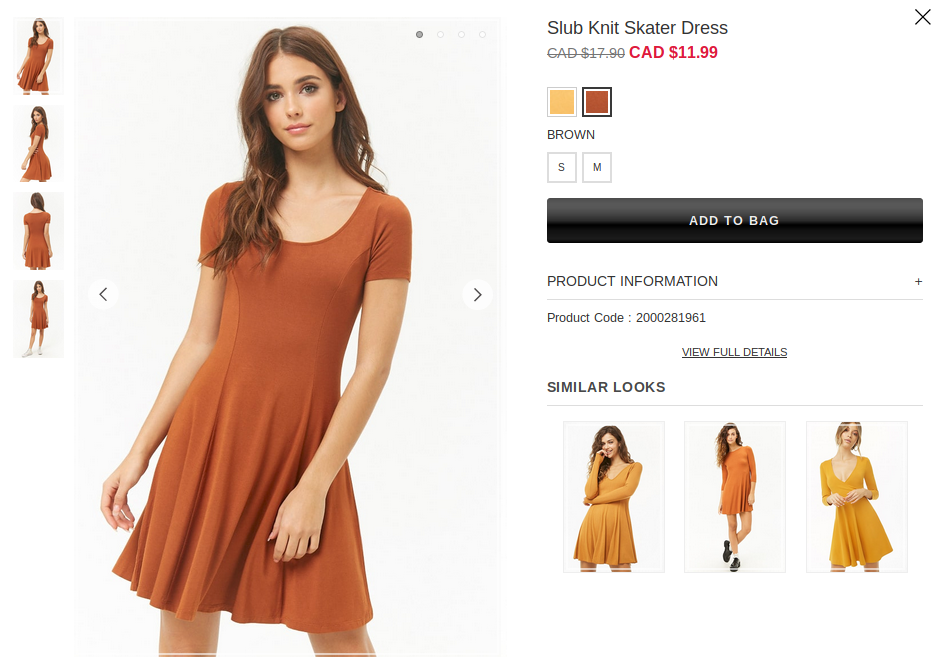 Slub Knit Skater Dress
CAD $17.90 CAD $11.99
BROWN
S M
ADD TO BAG
PRODUCT INFORMATION +
Product Code : 2000281961
VIEW FULL DETAILS
SIMILAR LOOKS